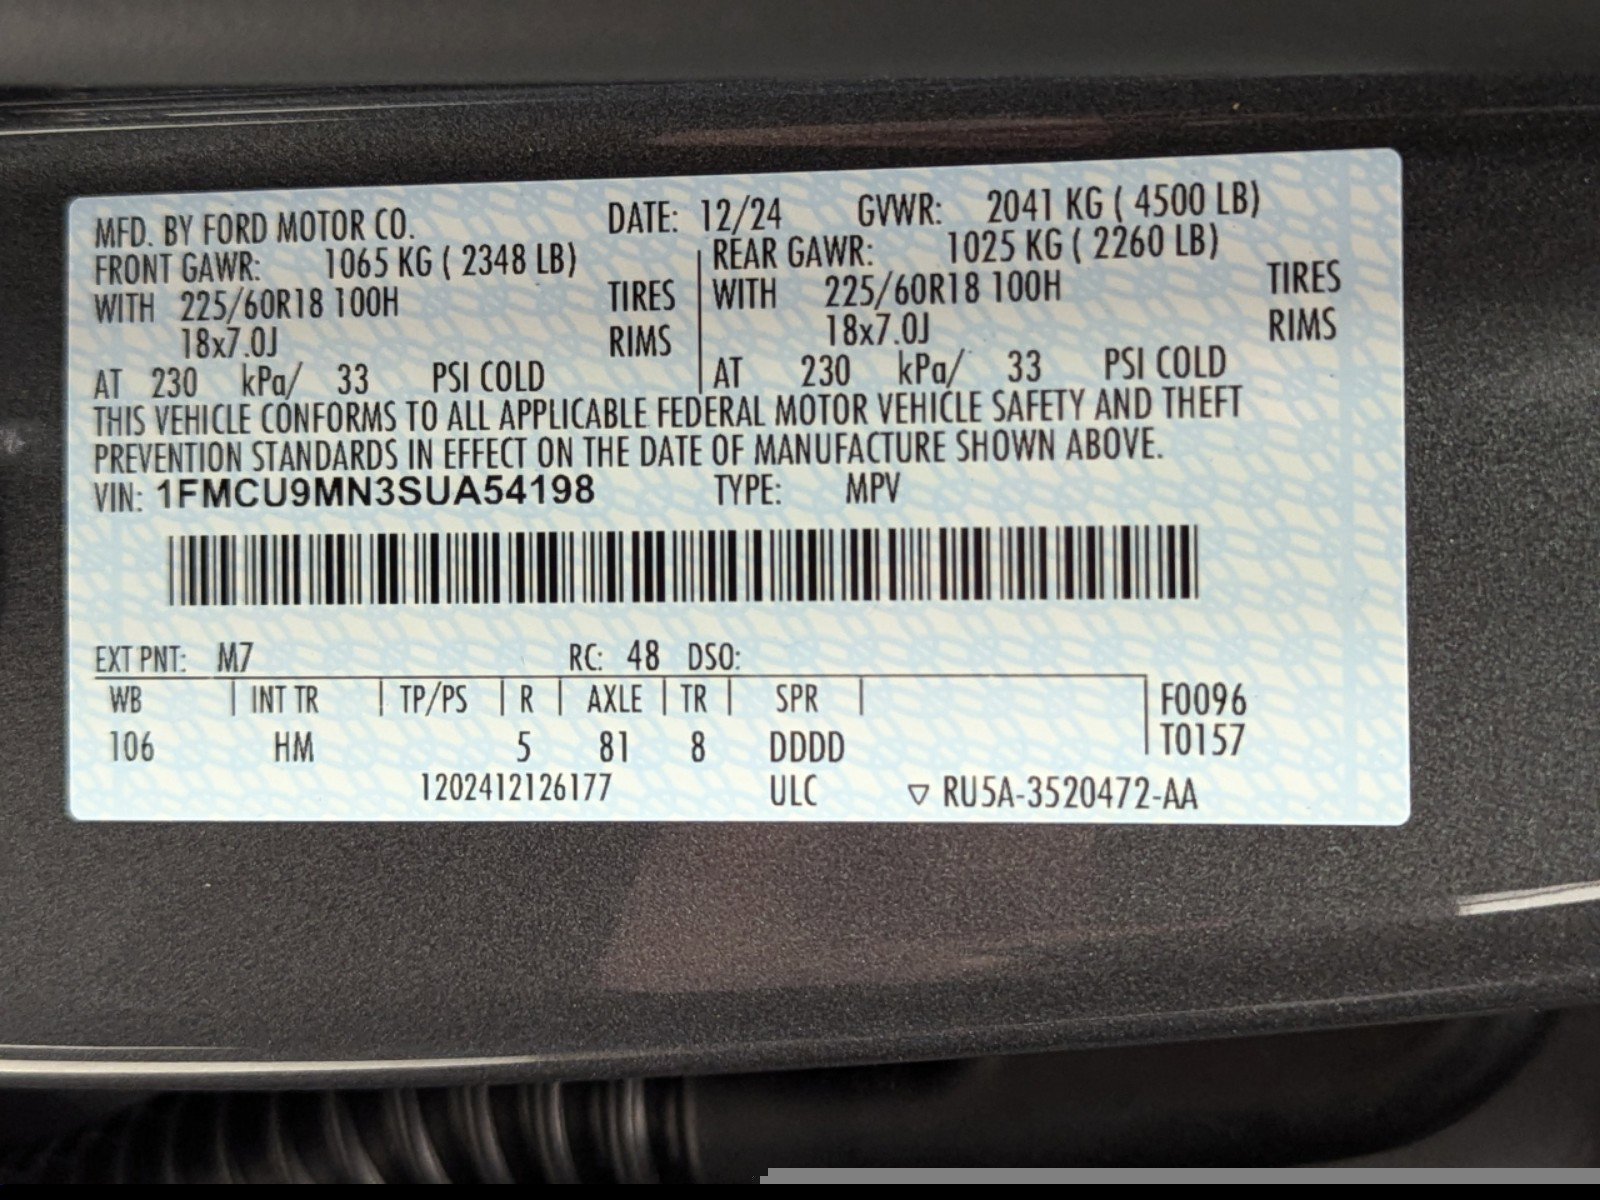 MFD. BY FORD MOTOR CO. DATE: 12/24 GVWR: 2041 KG ( 4500 LB)
FRONT GAWR: 1065 KG ( 2348 LB) REAR GAWR: 1025 KG ( 2260 LB)
WITH 225/60R18 100H TIRES WITH 225/60R18 100H TIRES
18x7.0J RIMS 18x7.0J RIMS
AT 230 kPa/ 33 PSI COLD AT 230 kPa/ 33 PSI COLD
THIS VEHICLE CONFORMS TO ALL APPLICABLE FEDERAL MOTOR VEHICLE SAFETY AND THEFT
PREVENTION STANDARDS IN EFFECT ON THE DATE OF MANUFACTURE SHOWN ABOVE.
VIN: 1FMCU9MN3SUA54198 TYPE: MPV
EXT PNT: M7 RC: 48 DSO:
WB | INT TR | TP/PS | R | AXLE | TR | SPR | F0096
106 HM 5 81 8 DDDD T0157
1202412126177 ULC ▽ RU5A-3520472-AA